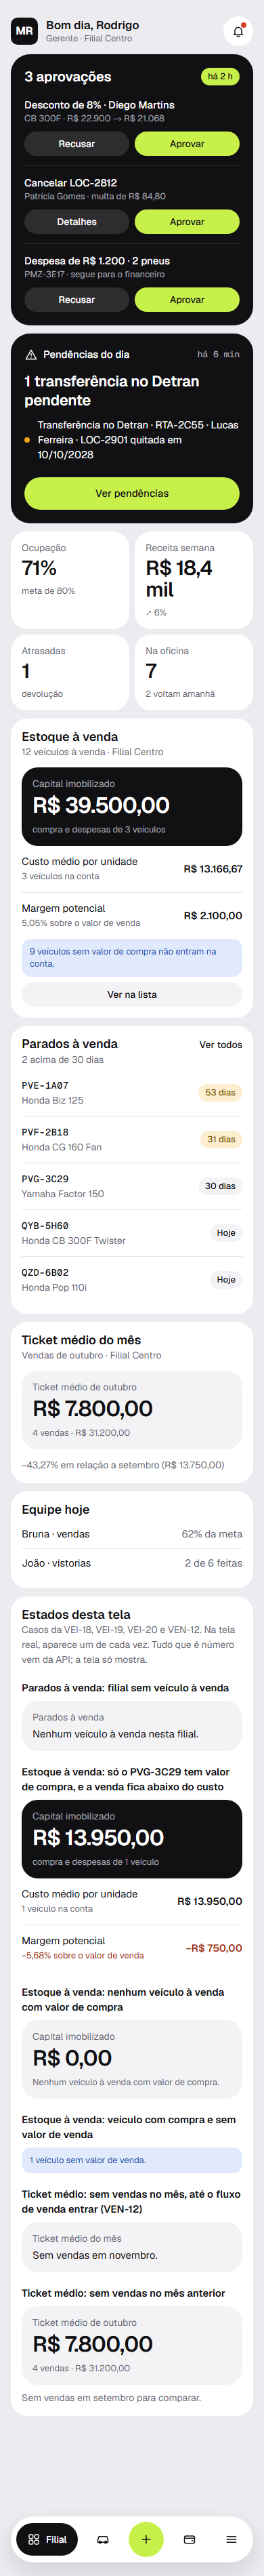 MR
Bom dia, Rodrigo
Gerente · Filial Centro
3 aprovações
há 2 h
Desconto de 8% · Diego Martins
CB 300F · R$ 22.900 → R$ 21.068
Recusar
Aprovar
Cancelar LOC-2812
Patrícia Gomes · multa de R$ 84,80
Detalhes
Aprovar
Despesa de R$ 1.200 · 2 pneus
PMZ-3E17 · segue para o financeiro
Recusar
Aprovar
Pendências do dia
há 6 min
1 transferência no Detran
pendente
Transferência no Detran · RTA-2C55 · Lucas
Ferreira · LOC-2901 quitada em
10/10/2028
Ver pendências
Ocupação
71%
meta de 80%
Receita semana
R$ 18,4
mil
↗ 6%
Atrasadas
1
devolução
Na oficina
7
2 voltam amanhã
Estoque à venda
12 veículos à venda · Filial Centro
Capital imobilizado
R$ 39.500,00
compra e despesas de 3 veículos
Custo médio por unidade
3 veículos na conta
R$ 13.166,67
Margem potencial
5,05% sobre o valor de venda
R$ 2.100,00
9 veículos sem valor de compra não entram na
conta.
Ver na lista
Parados à venda
Ver todos
2 acima de 30 dias
PVE-1A07
Honda Biz 125
53 dias
PVF-2B18
Honda CG 160 Fan
31 dias
PVG-3C29
Yamaha Factor 150
30 dias
QYB-5H60
Honda CB 300F Twister
Hoje
QZD-6B02
Honda Pop 110i
Hoje
Ticket médio do mês
Vendas de outubro · Filial Centro
Ticket médio de outubro
R$ 7.800,00
4 vendas · R$ 31.200,00
−43,27% em relação a setembro (R$ 13.750,00)
Equipe hoje
Bruna · vendas
62% da meta
João · vistorias
2 de 6 feitas
Estados desta tela
Casos da VEI-18, VEI-19, VEI-20 e VEN-12. Na tela
real, aparece um de cada vez. Tudo que é número
vem da API; a tela só mostra.
Parados à venda: filial sem veículo à venda
Parados à venda
Nenhum veículo à venda nesta filial.
Estoque à venda: só o PVG-3C29 tem valor
de compra, e a venda fica abaixo do custo
Capital imobilizado
R$ 13.950,00
compra e despesas de 1 veículo
Custo médio por unidade
1 veículo na conta
R$ 13.950,00
Margem potencial
−5,68% sobre o valor de venda
−R$ 750,00
Estoque à venda: nenhum veículo à venda
com valor de compra
Capital imobilizado
R$ 0,00
Nenhum veículo à venda com valor de compra.
Estoque à venda: veículo com compra e sem
valor de venda
1 veículo sem valor de venda.
Ticket médio: sem vendas no mês, até o fluxo
de venda entrar (VEN-12)
Ticket médio do mês
Sem vendas em novembro.
Ticket médio: sem vendas no mês anterior
Ticket médio de outubro
R$ 7.800,00
4 vendas · R$ 31.200,00
Sem vendas em setembro para comparar.
Filial